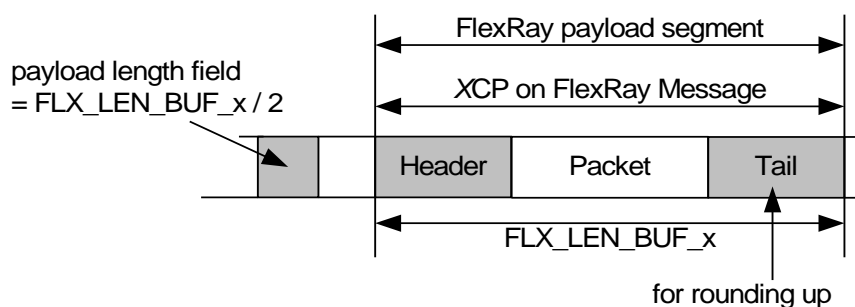 FlexRay payload segment
payload length field
= FLX_LEN_BUF_x / 2
XCP on FlexRay Message
Header
Packet
Tail
FLX_LEN_BUF_x
for rounding up